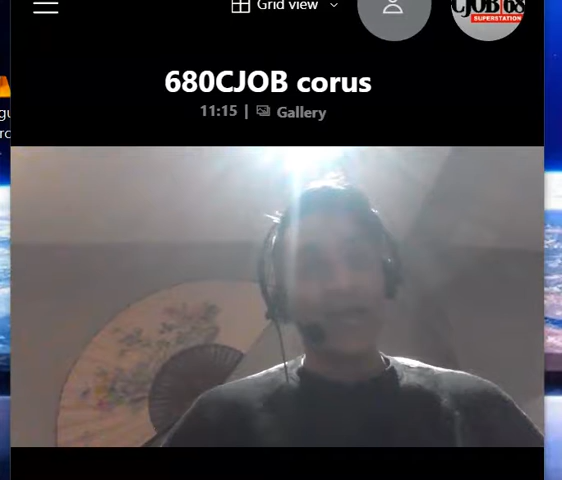 Grid view
CJOB 68
SUPERSTATION
680CJOB corus
11:15 | Gallery